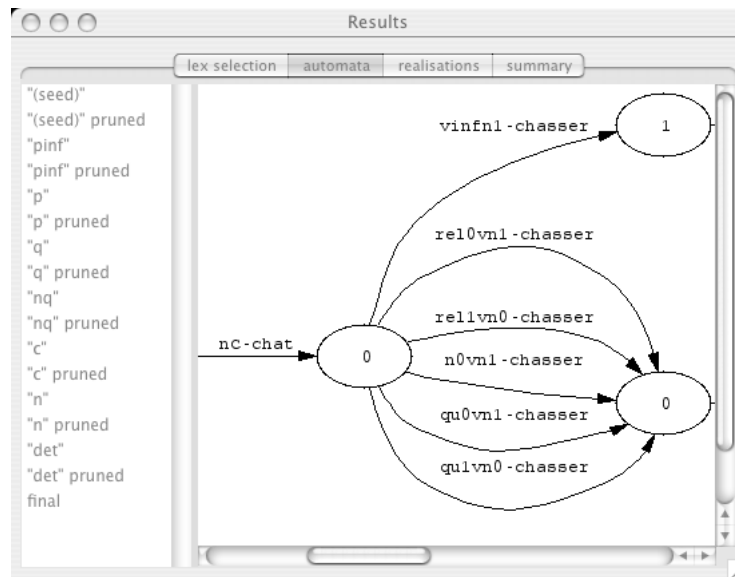 Results
lex selection automata realisations summary
"(seed)"
"(seed)" pruned
"pinf"
"pinf" pruned
"p"
"p" pruned
"q"
"q" pruned
"nq"
"nq" pruned
"c"
"c" pruned
"n"
"n" pruned
"det"
"det" pruned
final
vinfn1-chasser
1
rel0vn1-chasser
rel1vn0-chasser
nC-chat
0
n0vn1-chasser
0
qu0vn1-chasser
qu1vn0-chasser